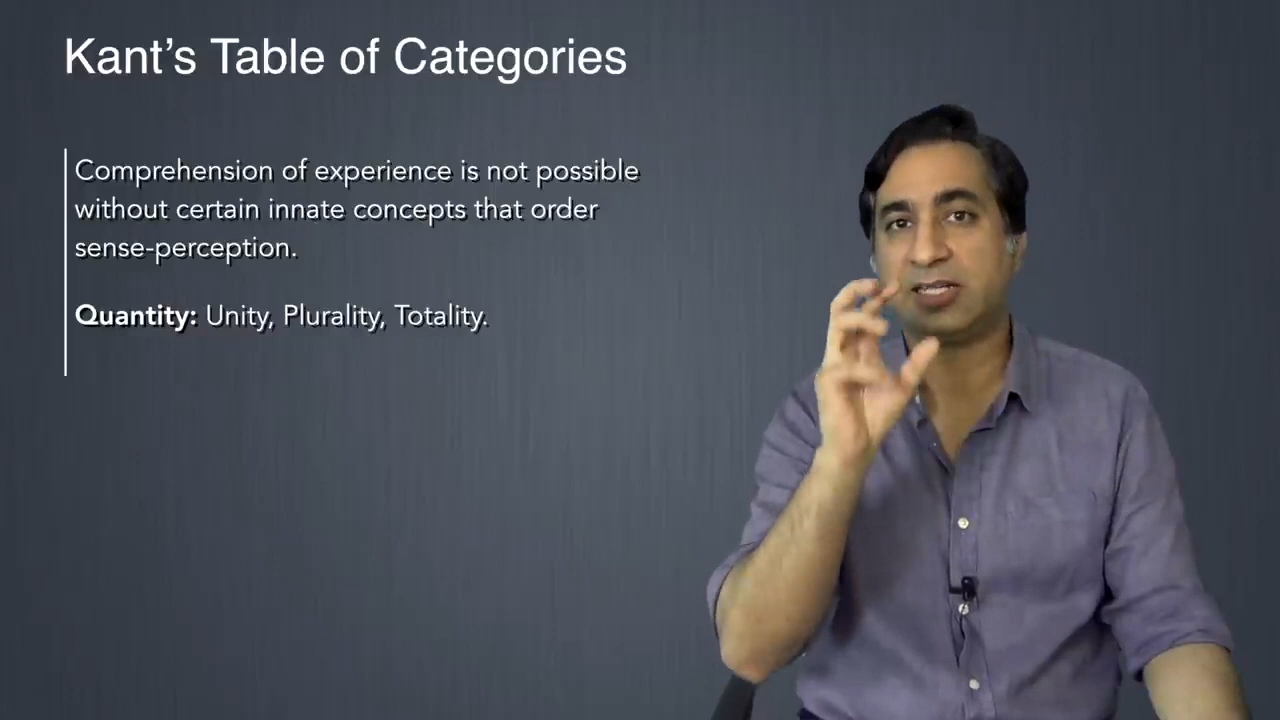 Kant’s Table of Categories
Comprehension of experience is not possible
without certain innate concepts that order
sense-perception.
Quantity: Unity, Plurality, Totality.